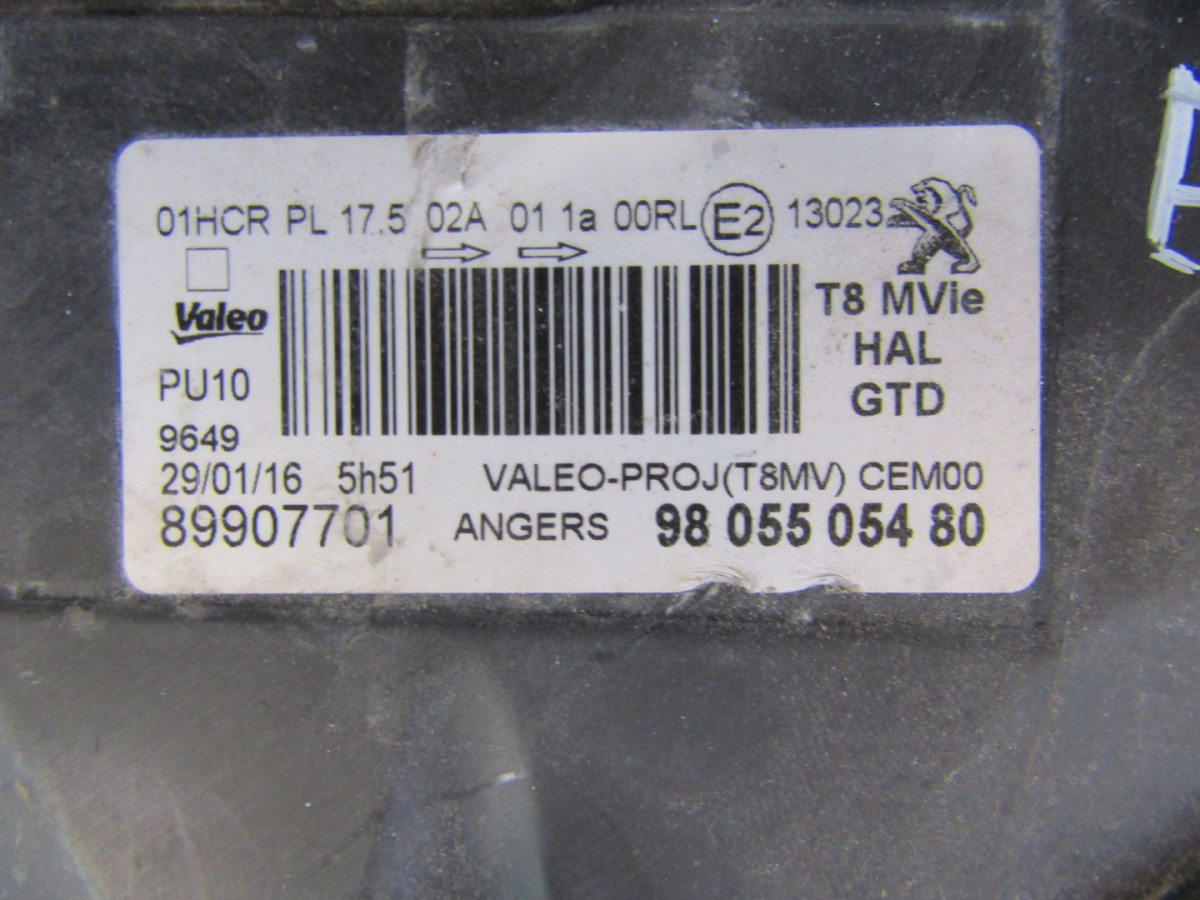 01HCR PL 17.5 02A 01 1a 00RL E2 13023
Valeo
T8 MVie
HAL
GTD
PU10
9649
29/01/16 5h51 VALEO-PROJ(T8MV) CEM00
89907701 ANGERS 98 055 054 80